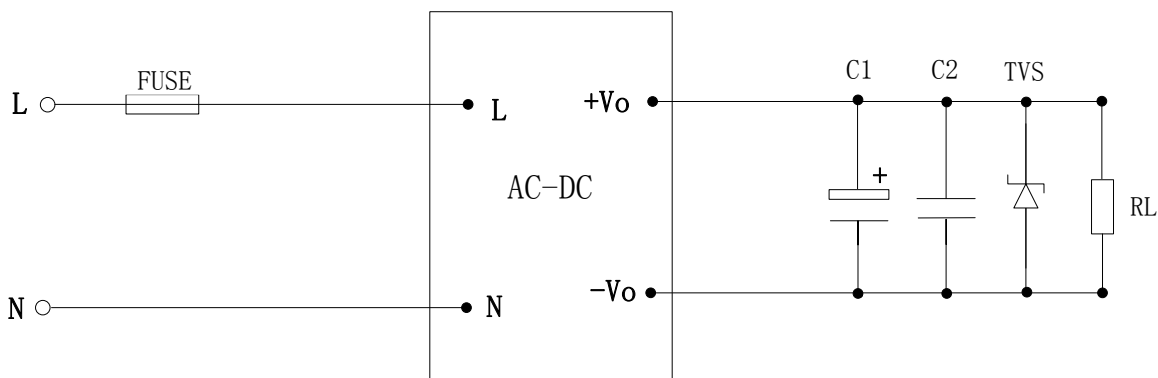 C1 C2 TVS
FUSE
L L +Vo
AC-DC
+
RL
N N -Vo